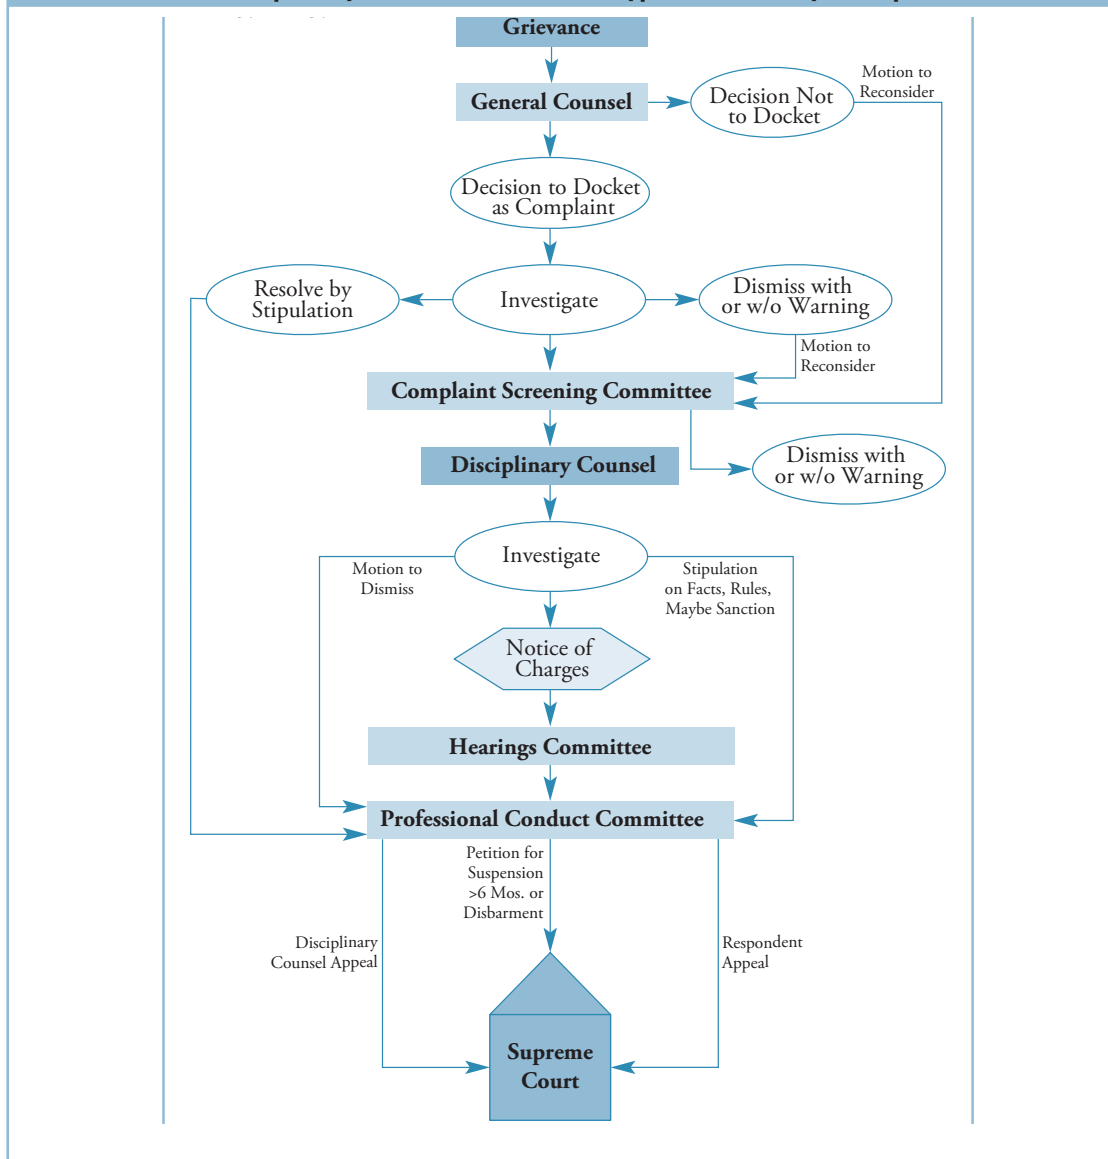 Grievance
General Counsel
Decision Not
to Docket
Motion to
Reconsider
Decision to Docket
as Complaint
Resolve by
Stipulation
Investigate
Dismiss with
or w/o Warning
Motion to
Reconsider
Complaint Screening Committee
Disciplinary Counsel
Dismiss with
or w/o Warning
Investigate
Motion to
Dismiss
Stipulation
on Facts, Rules,
Maybe Sanction
Notice of
Charges
Hearings Committee
Professional Conduct Committee
Petition for
Suspension
>6 Mos. or
Disbarment
Disciplinary
Counsel Appeal
Respondent
Appeal
Supreme
Court